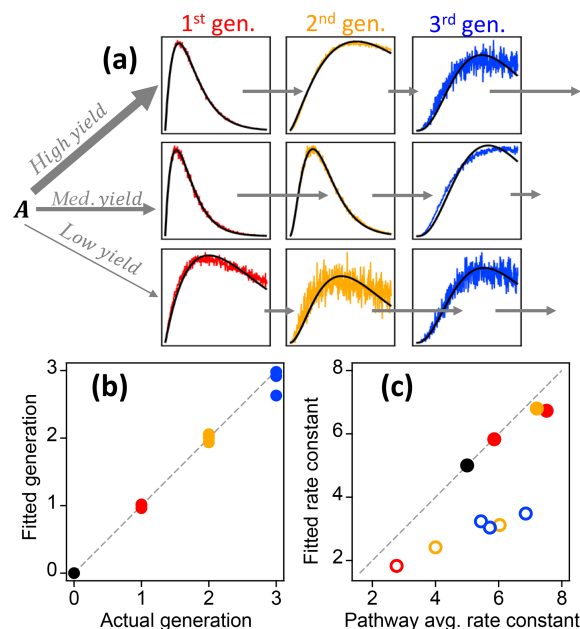 1st gen. 2nd gen. 3rd gen.
(a)
High yield
A
Med. yield
Low yield
(b)
(c)
3
2
1
0
0 1 2 3
Fitted generation
Actual generation
8
6
4
2
2 4 6 8
Fitted rate constant
Pathway avg. rate constant